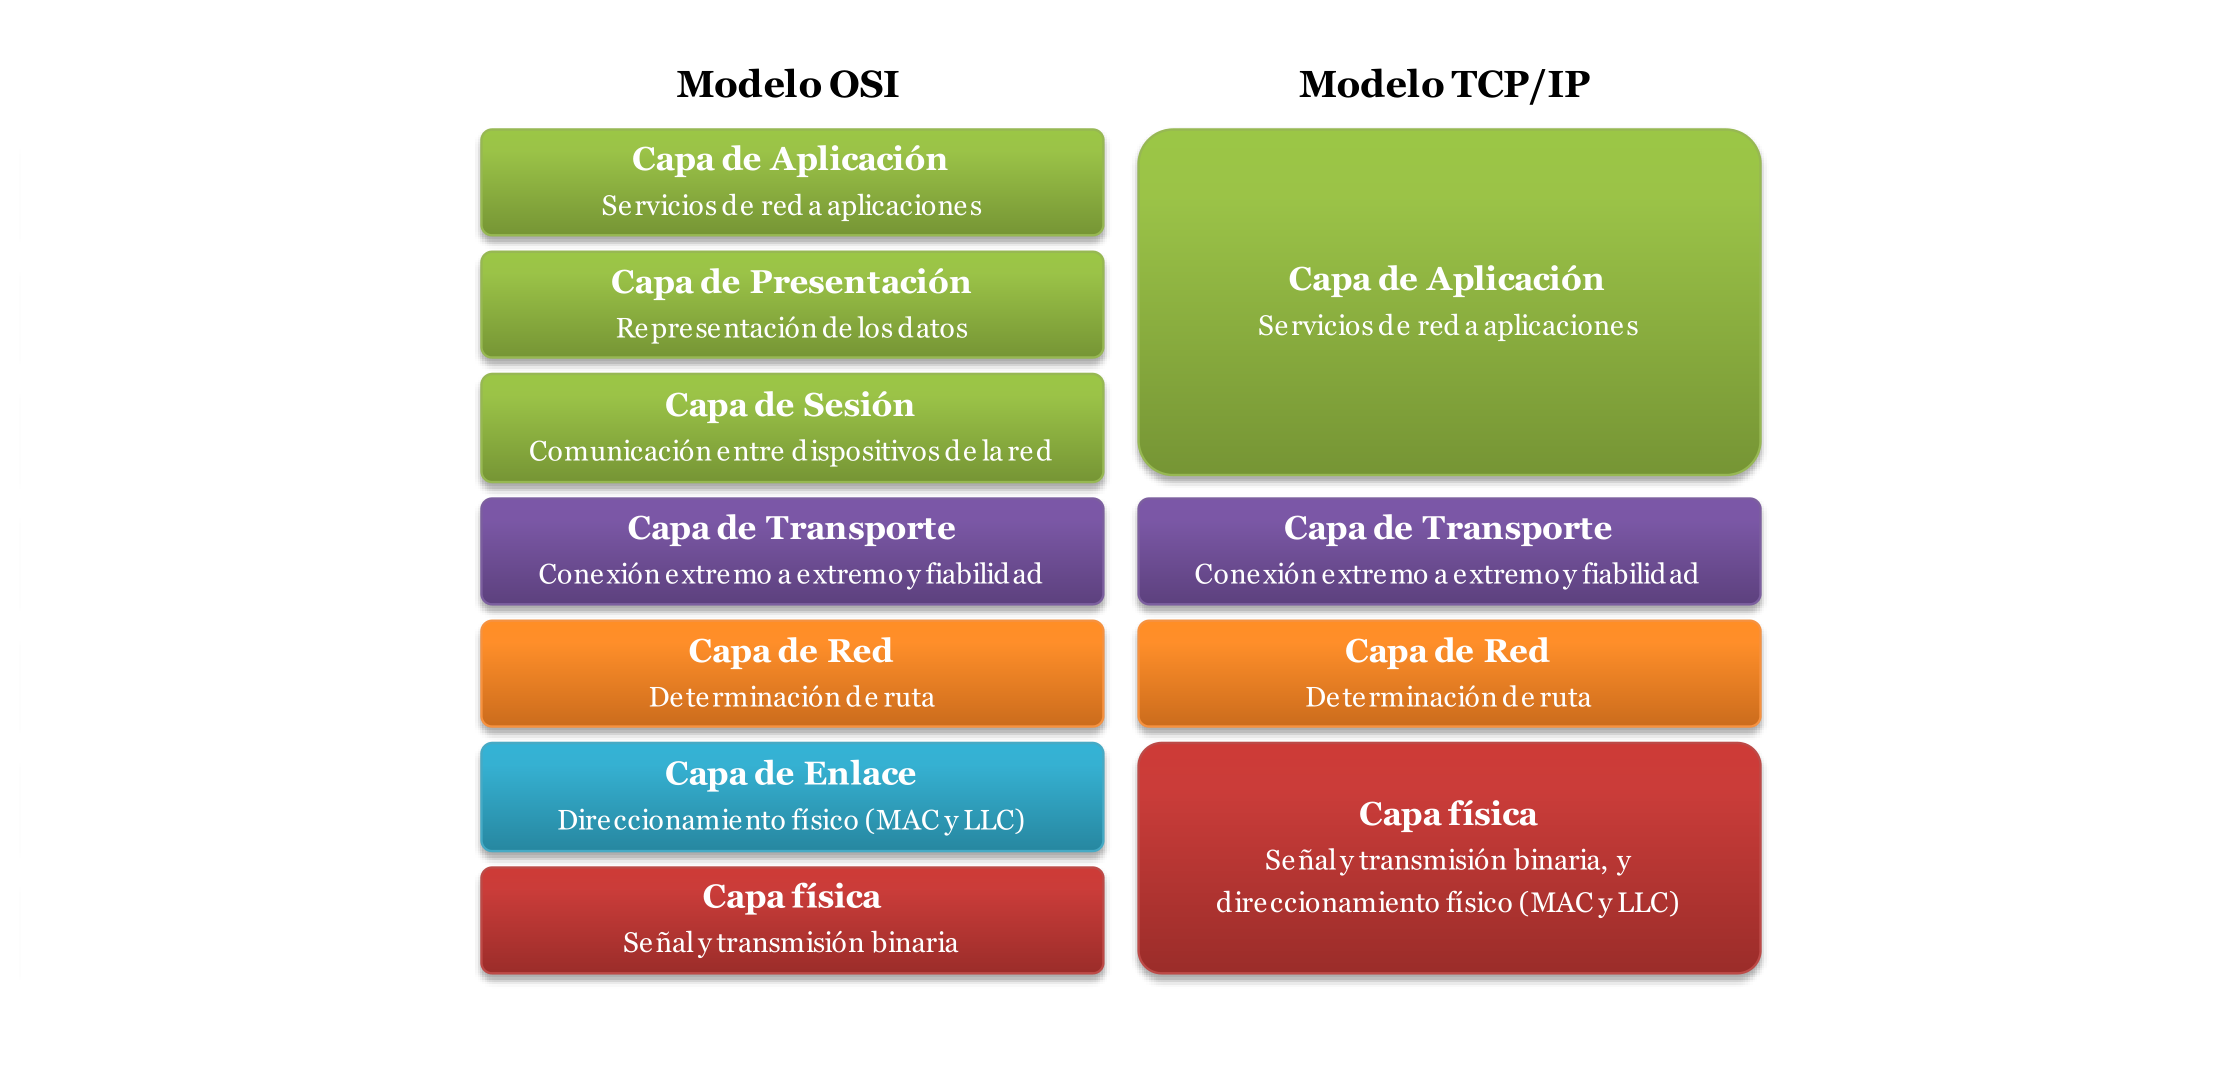 Modelo OSI
Capa de Aplicación
Servicios de red a aplicaciones
Capa de Presentación
Representación de los datos
Capa de Sesión
Comunicación entre dispositivos de la red
Capa de Transporte
Conexión extremo a extremo y fiabilidad
Capa de Red
Determinación de ruta
Capa de Enlace
Direccionamiento físico (MAC y LLC)
Capa física
Señal y transmisión binaria
Modelo TCP/IP
Capa de Aplicación
Servicios de red a aplicaciones
Capa de Transporte
Conexión extremo a extremo y fiabilidad
Capa de Red
Determinación de ruta
Capa física
Señal y transmisión binaria, y
direccionamiento físico (MAC y LLC)